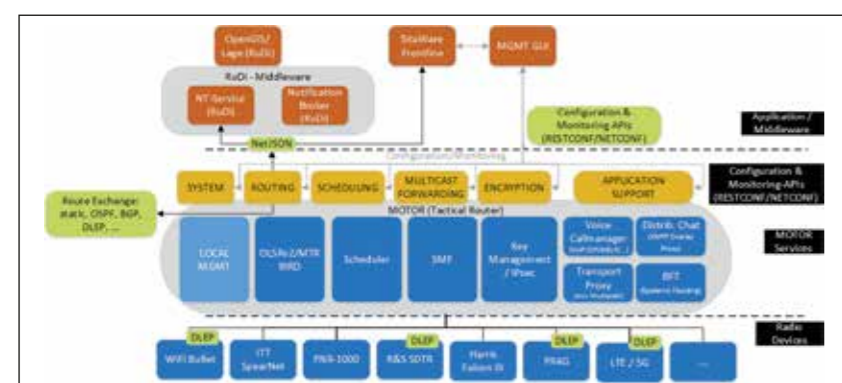 OpenGIS/
Lage (RuDi)
SitaWare
Frontline
MGMT GUI
RuDi - Middleware
NT Service
(RuDi)
Notification
Broker
(RuDi)
Configuration &
Monitoring APIs
(RESTCONF/NETCONF)
Application /
Middleware
NetJSON
Configuration/Monitoring
SYSTEM
ROUTING
SCHEDULING
MULTICAST
FORWARDING
ENCRYPTION
APPLICATION
SUPPORT
Configuration &
Monitoring-APIs
(RESTCONF/NETCONF)
Route Exchange:
static, OSPF, BGP,
DLEP, ...
MOTOR (Tactical Router)
LOCAL
MGMT
OLSRv2/MTR
BIRD
Scheduler
SMF
Key
Management
/ IPsec
Voice
Callmanager
Distrib. Chat
Transport
Proxy
BFT
MOTOR
Services
Radio
Devices
DLEP
DLEP
DLEP
DLEP
WiFi Bullet
ITT
SpearNet
PNR-1000
R&S SDTR
Harris
Falcon III
PR4G
LTE / 5G
....